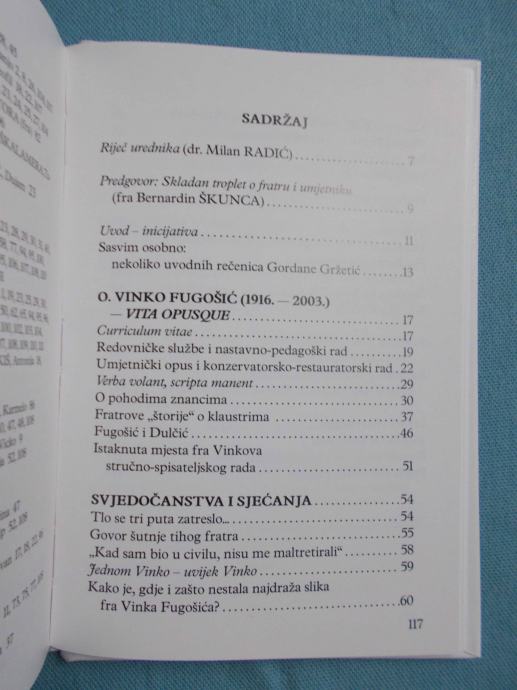 SADRŽAJ
Riječ urednika (dr. Milan RADIĆ) 7
Predgovor: Skladan troplet o fratru i umjetniku
(fra Bernardin ŠKUNCA) 9
Uvod – inicijativa 11
Sasvim osobno:
nekoliko uvodnih rečenica Gordane Gržetić 13
O. VINKO FUGOŠIĆ (1916. — 2003.)
— VITA OPUSQUE 17
Curriculum vitae 17
Redovničke službe i nastavno-pedagoški rad 19
Umjetnički opus i konzervatorsko-restauratorski rad 22
Verba volant, scripta manent 29
O pohodima znancima 30
Fratrove „štorije“ o klaustrima 37
Fugošić i Dulčić 46
Istaknuta mjesta fra Vinkova
stručno-spisateljskog rada 51
SVJEDOČANSTVA I SJEĆANJA 54
Tlo se tri puta zatreslo... 54
Govor šutnje tihog fratra 55
„Kad sam bio u civilu, nisu me maltretirali“ 58
Jednom Vinko – uvijek Vinko 59
Kako je, gdje i zašto nestala najdraža slika
fra Vinka Fugošića? 60
117